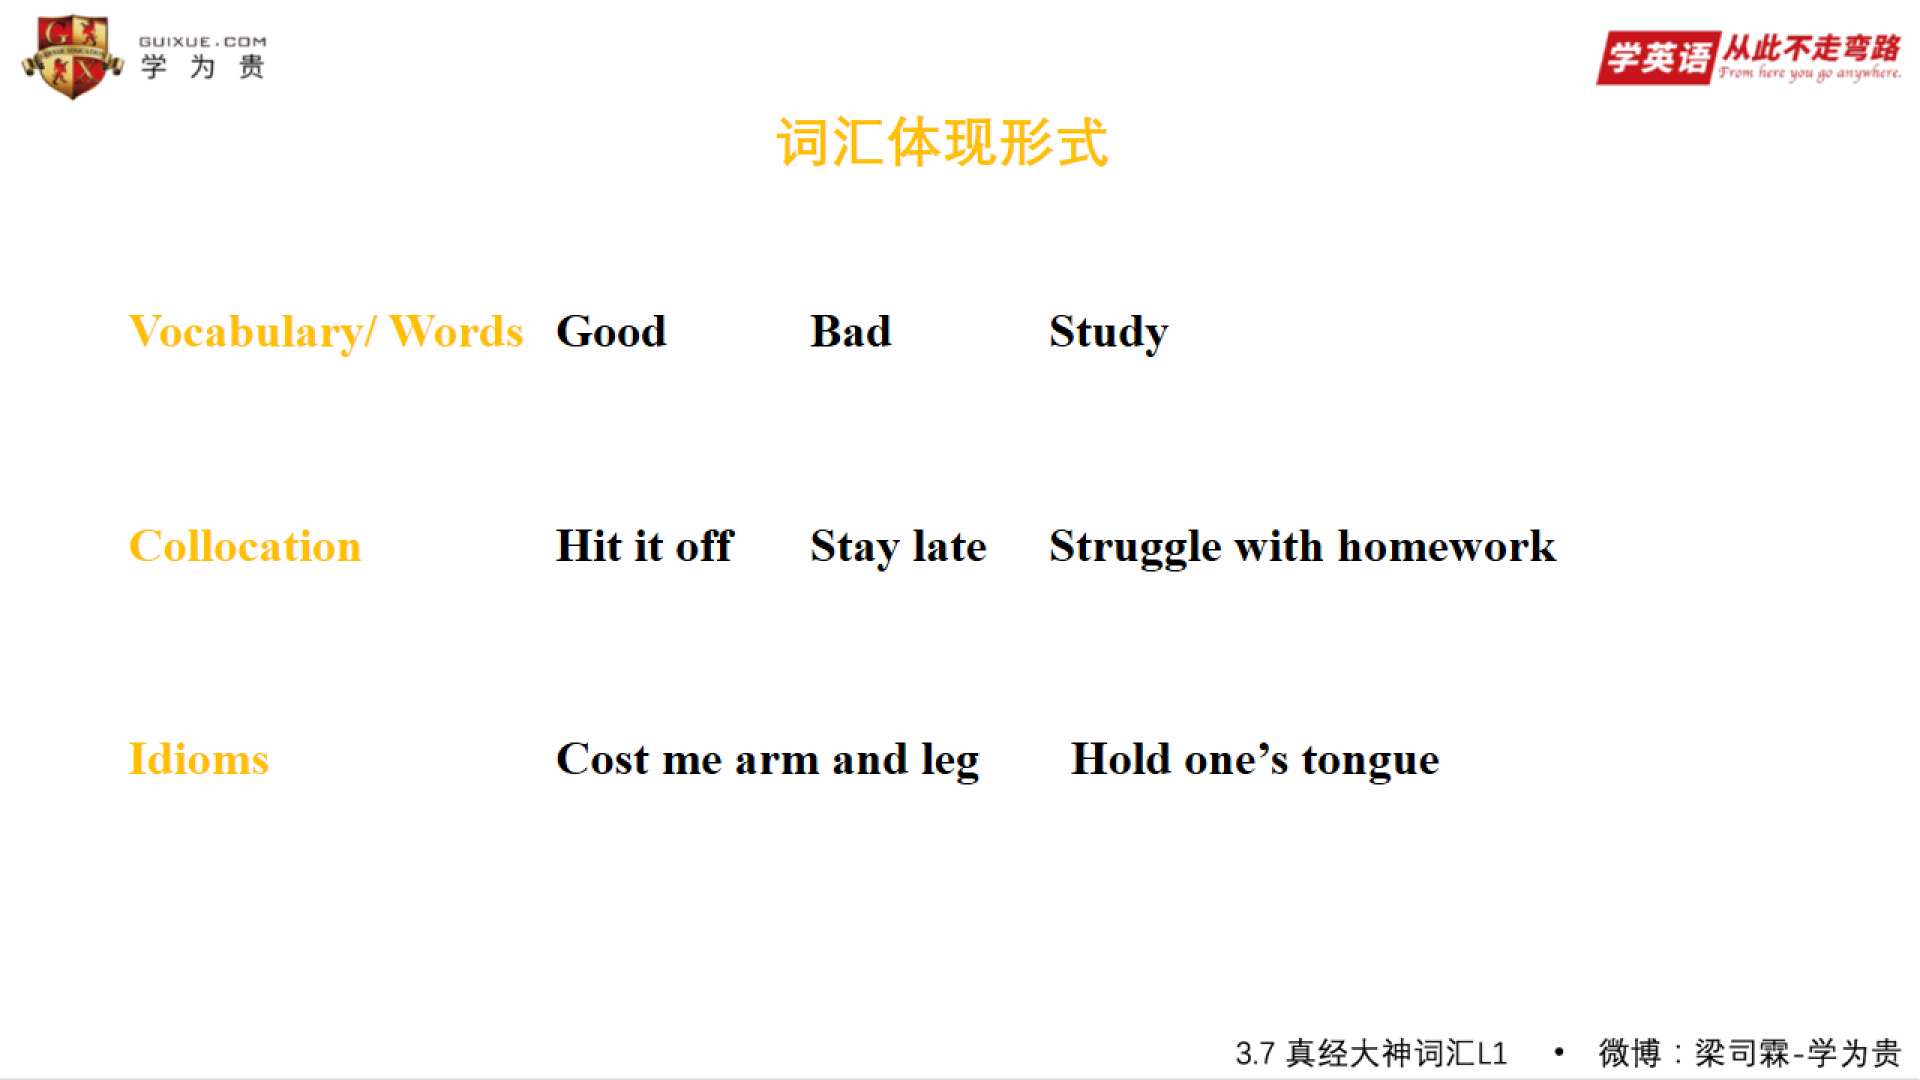 GUIXUE.COM
学为贵
学英语 从此不走弯路
From here you go anywhere.
词汇体现形式
Vocabulary/ Words Good Bad Study
Collocation Hit it off Stay late Struggle with homework
Idioms Cost me arm and leg Hold one’s tongue
3.7 真经大神词汇L1 • 微博：梁司霖-学为贵